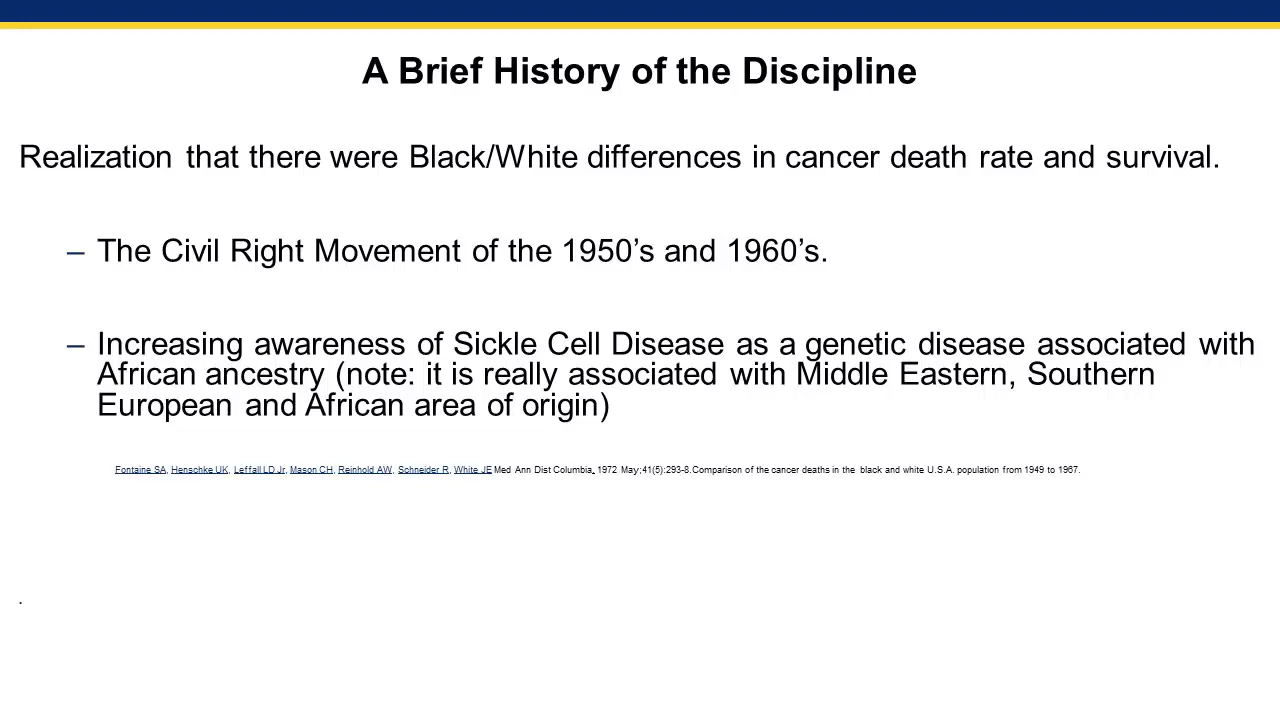 A Brief History of the Discipline
Realization that there were Black/White differences in cancer death rate and survival.
– The Civil Right Movement of the 1950’s and 1960’s.
– Increasing awareness of Sickle Cell Disease as a genetic disease associated with
African ancestry (note: it is really associated with Middle Eastern, Southern
European and African area of origin)
Fontaine SA, Henschke UK, Leffall LD Jr, Mason CH, Reinhold AW, Schneider R, White JE Med Ann Dist Columbia. 1972 May;41(5):293-8.Comparison of the cancer deaths in the black and white U.S.A. population from 1949 to 1967.
.